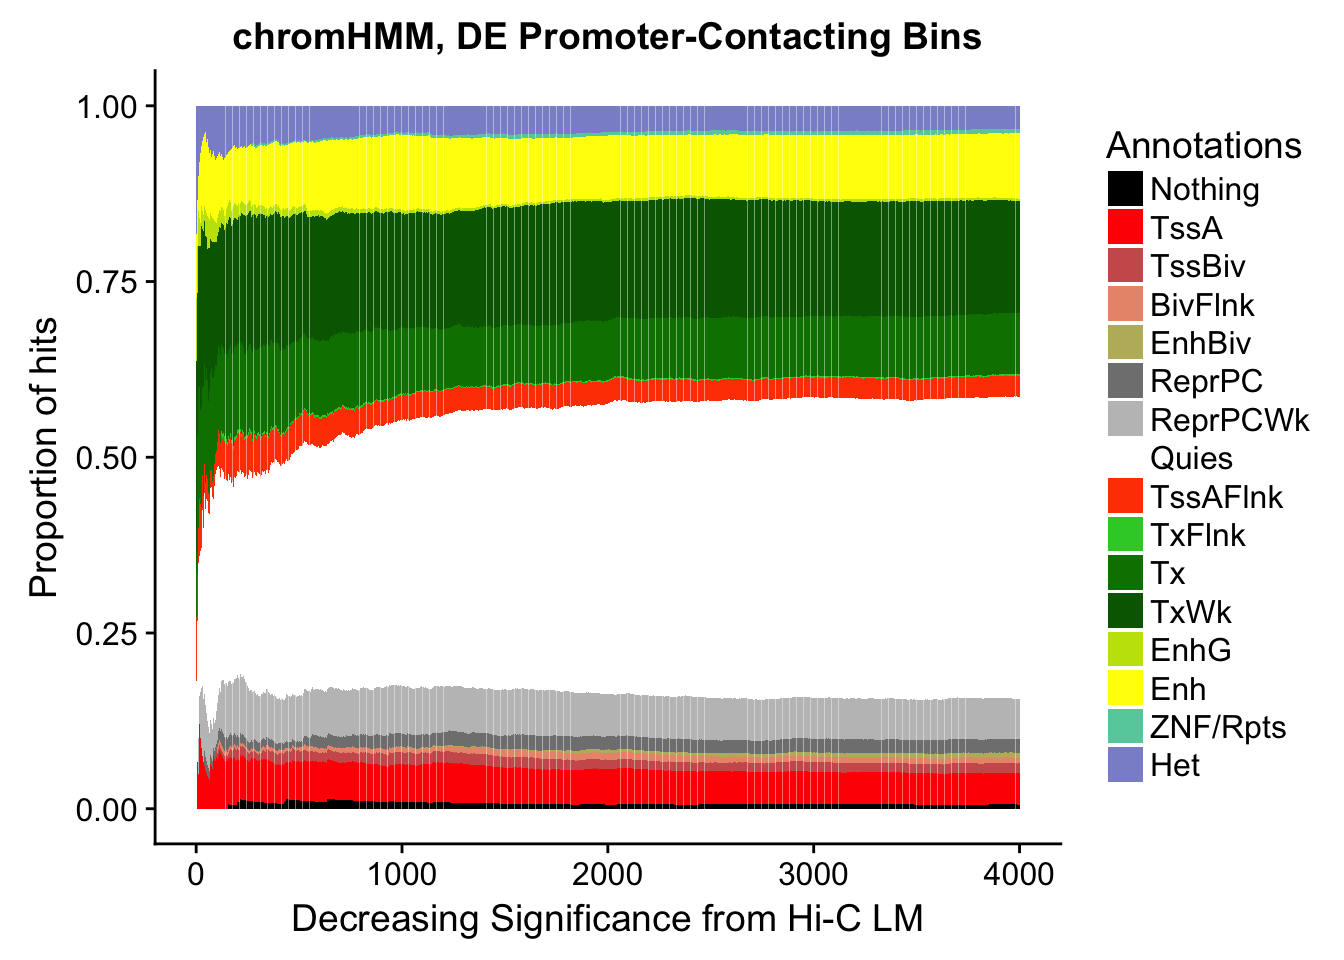 chromHMM, DE Promoter-Contacting Bins
Proportion of hits
1.00
0.75
0.50
0.25
0.00
0
1000
2000
3000
4000
Decreasing Significance from Hi-C LM
Annotations
Nothing
TssA
TssBiv
BivFlnk
EnhBiv
ReprPC
ReprPCWk
Quies
TssAFlnk
TxFlnk
Tx
TxWk
EnhG
Enh
ZNF/Rpts
Het